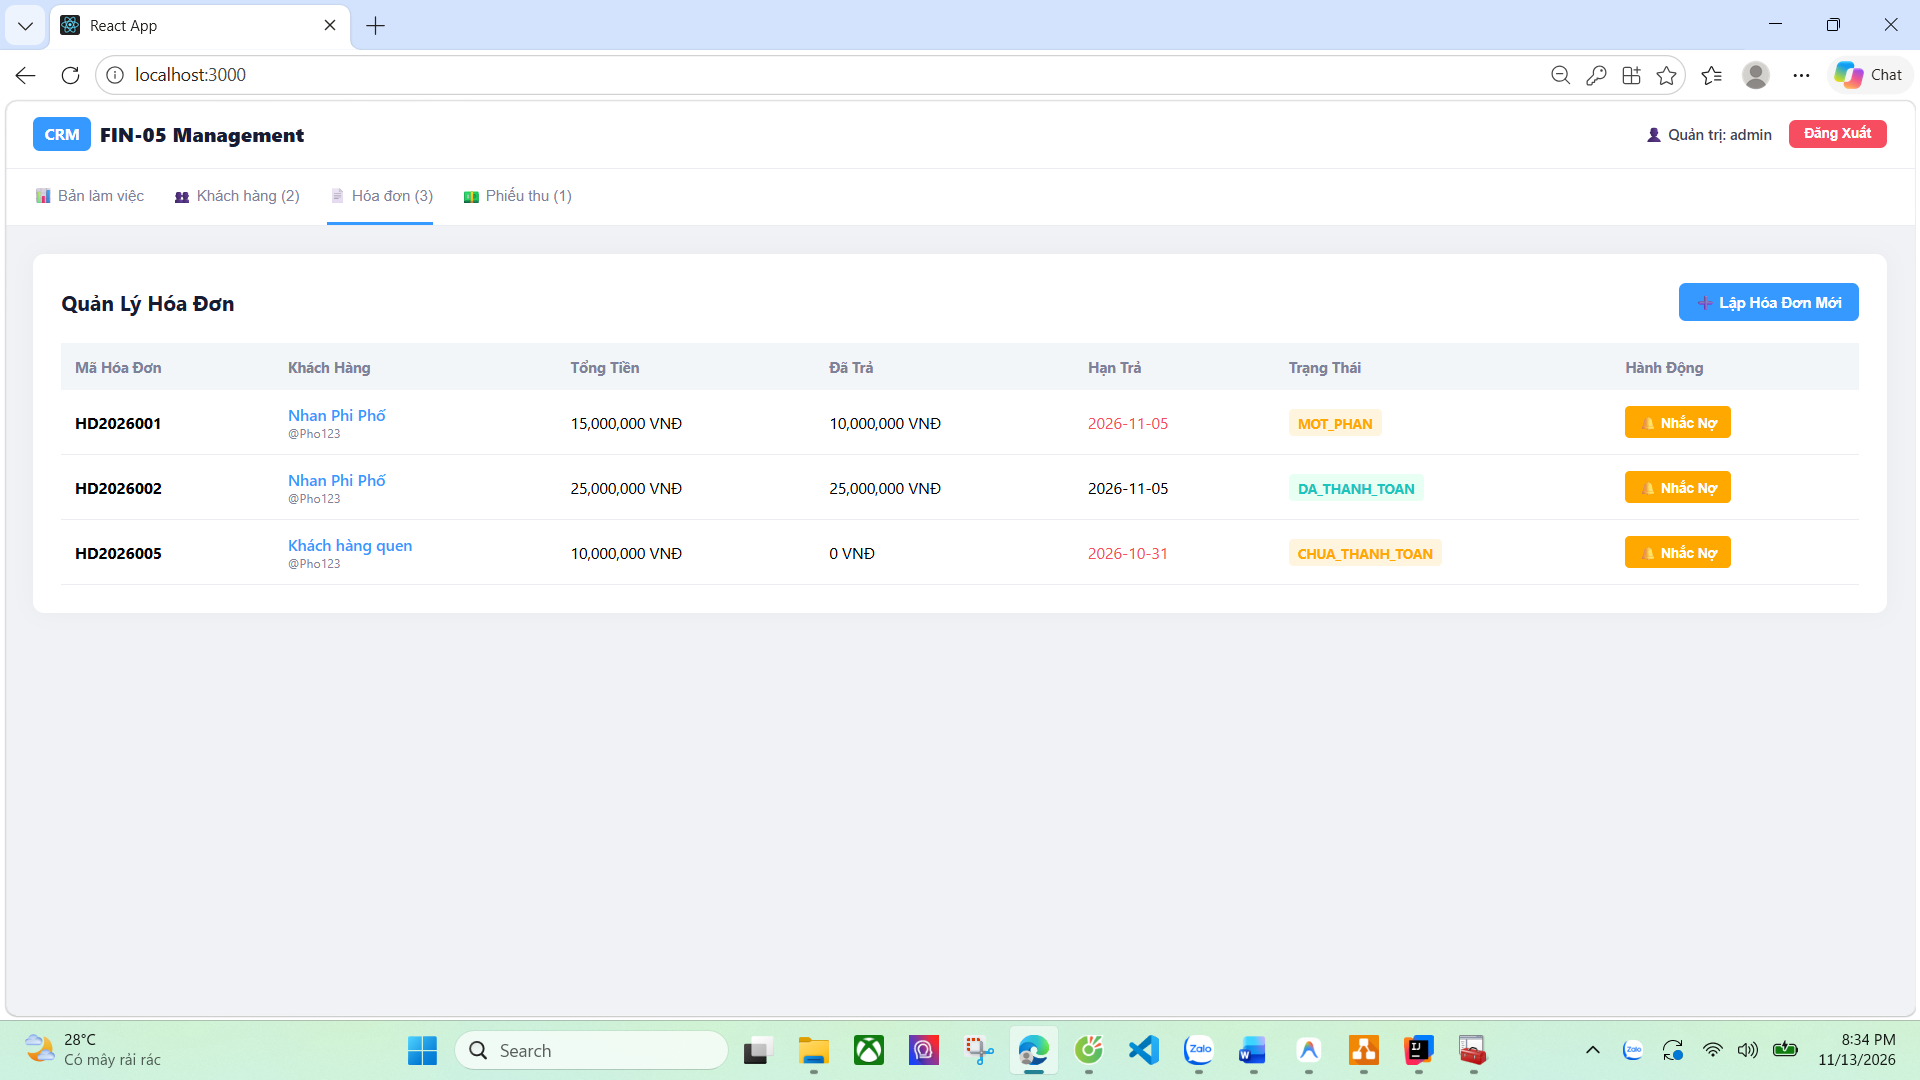 React App
localhost:3000
Chat
CRM FIN-05 Management
Quản trị: admin
Đăng Xuất
Bản làm việc
Khách hàng (2)
Hóa đơn (3)
Phiếu thu (1)
Quản Lý Hóa Đơn
Lập Hóa Đơn Mới
Mã Hóa Đơn Khách Hàng Tổng Tiền Đã Trả Hạn Trả Trạng Thái Hành Động
HD2026001 Nhan Phi Phố 15,000,000 VNĐ 10,000,000 VNĐ 2026-11-05 MOT_PHAN Nhắc Nợ
@Pho123
HD2026002 Nhan Phi Phố 25,000,000 VNĐ 25,000,000 VNĐ 2026-11-05 DA_THANH_TOAN Nhắc Nợ
@Pho123
HD2026005 Khách hàng quen 10,000,000 VNĐ 0 VNĐ 2026-10-31 CHUA_THANH_TOAN Nhắc Nợ
@Pho123
28°C
Có mây rải rác
Search
Zalo
Zalo
8:34 PM
11/13/2026